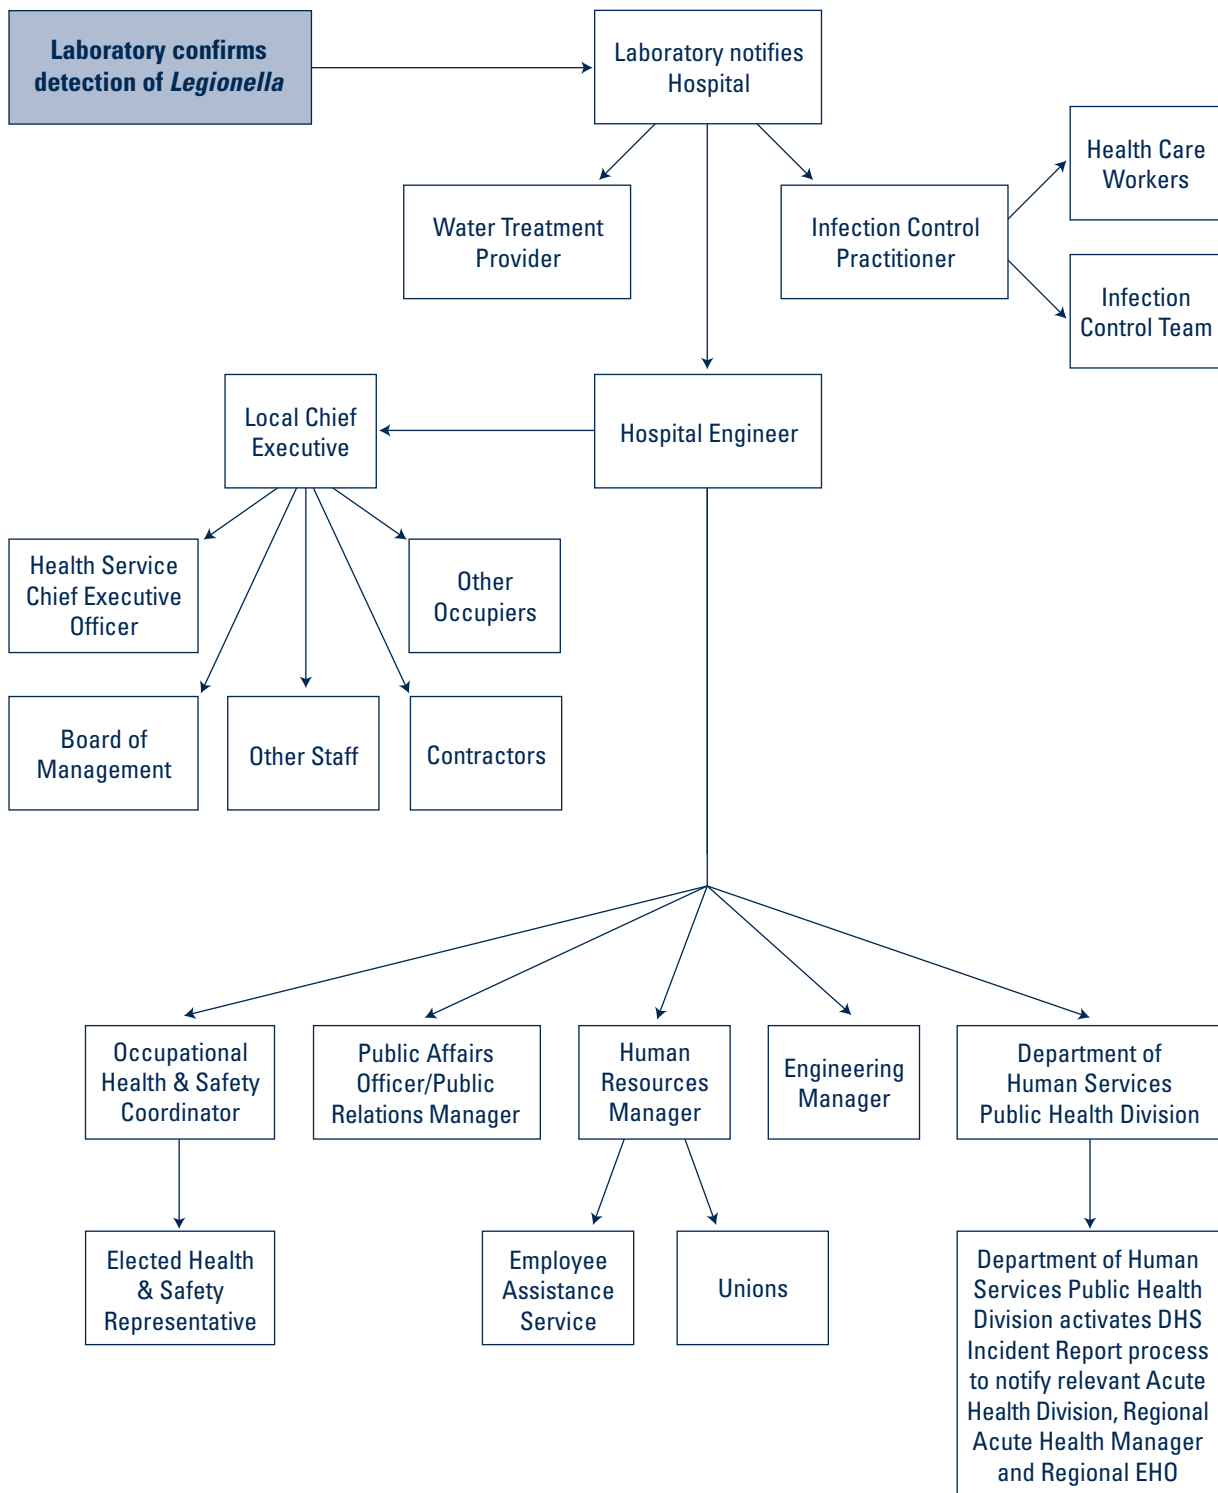 Laboratory confirms
detection of Legionella
Laboratory notifies
Hospital
Health Care
Workers
Water Treatment
Provider
Infection Control
Practitioner
Infection
Control Team
Local Chief
Executive
Hospital Engineer
Health Service
Chief Executive
Officer
Other
Occupiers
Board of
Management
Other Staff
Contractors
Occupational
Health & Safety
Coordinator
Public Affairs
Officer/Public
Relations Manager
Human
Resources
Manager
Engineering
Manager
Department of
Human Services
Public Health Division
Elected Health
& Safety
Representative
Employee
Assistance
Service
Unions
Department of Human
Services Public Health
Division activates DHS
Incident Report process
to notify relevant Acute
Health Division, Regional
Acute Health Manager
and Regional EHO